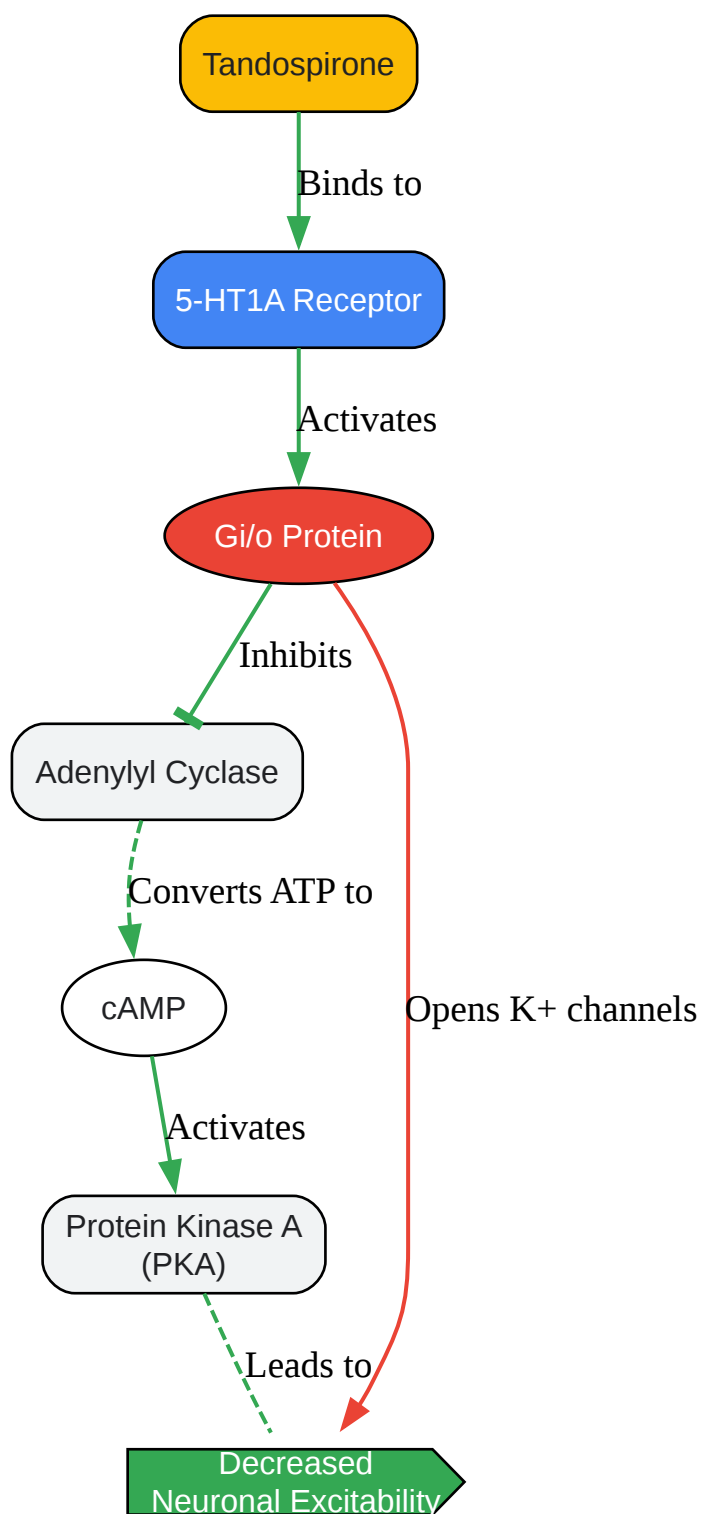 Tandospirone
Binds to
5-HT1A Receptor
Activates
Gi/o Protein
Inhibits
Adenylyl Cyclase
Converts ATP to
cAMP
Opens K+ channels
Activates
Protein Kinase A
(PKA)
Leads to
Decreased
Neuronal Excitability